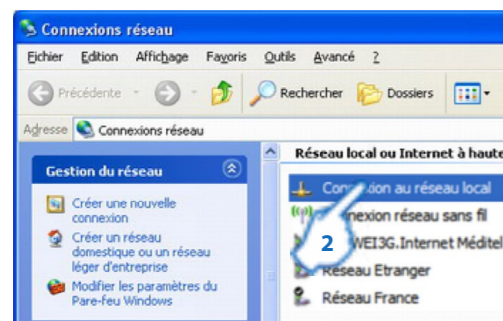 Connexions réseau
Fichier Edition Affichage Favoris Outils Avancé ?
Précédente Rechercher Dossiers
Adresse Connexions réseau
Gestion du réseau
Créer une nouvelle
connexion
Créer un réseau
domestique ou un réseau
léger d'entreprise
Modifier les paramètres du
Pare-feu Windows
Réseau local ou Internet à haute
Connexion au réseau local
nnexion réseau sans fil
2
WEI3G.Internet Méditel
Réseau Etranger
Réseau France